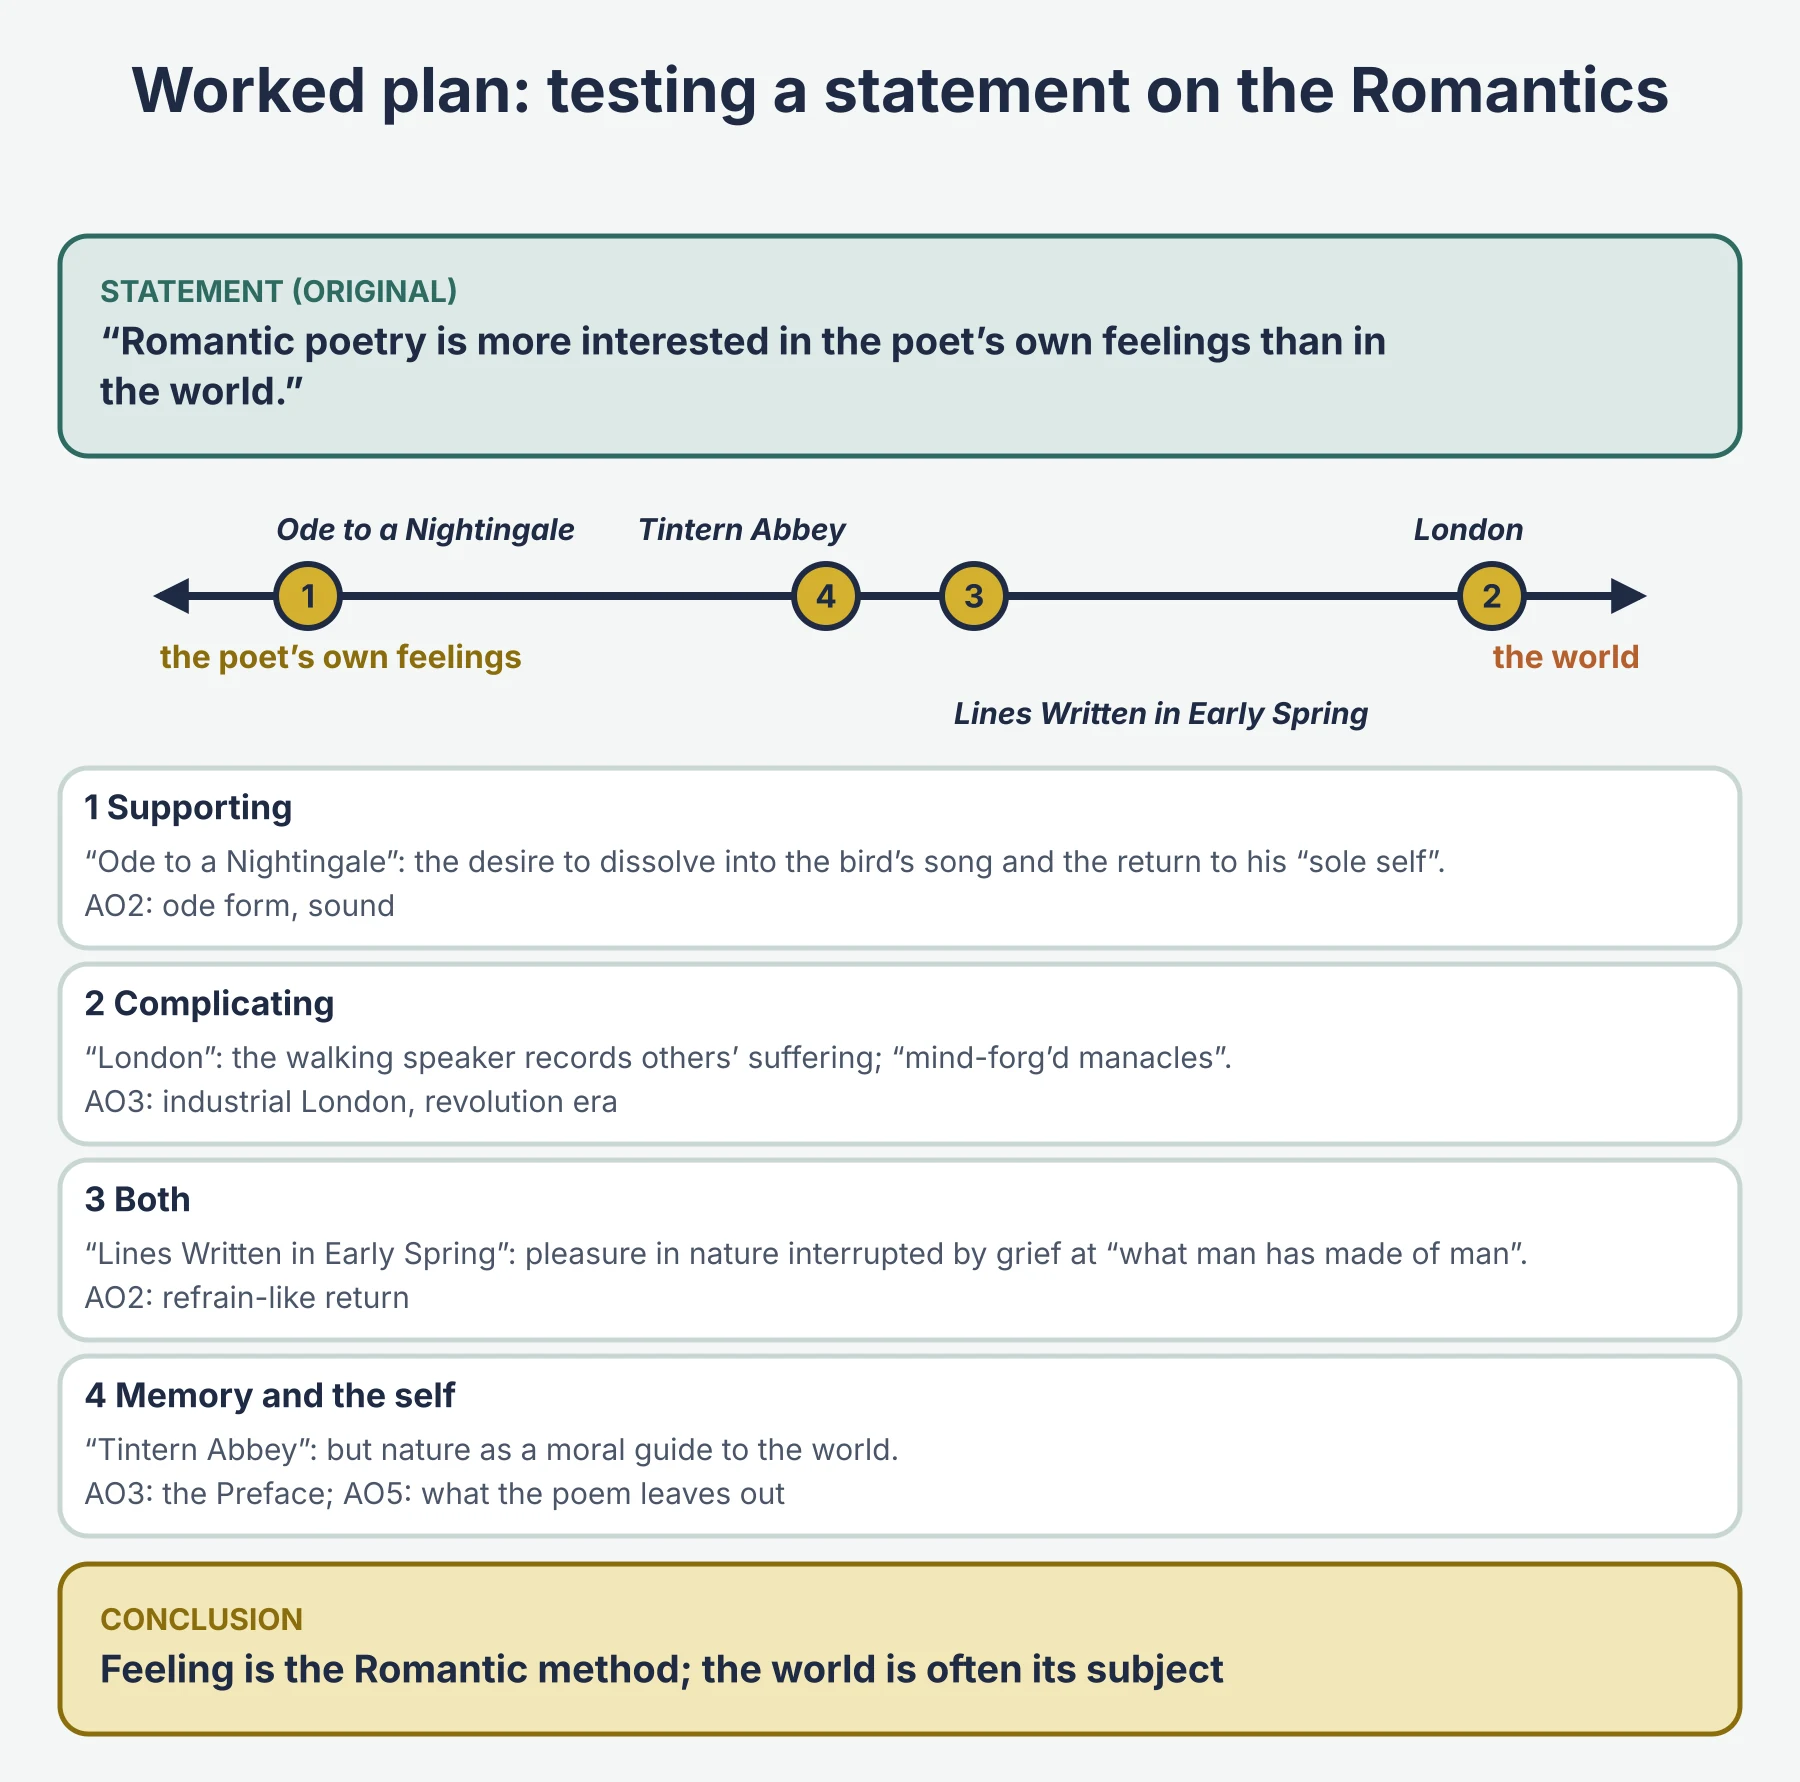 Worked plan: testing a statement on the Romantics
STATEMENT (ORIGINAL)
“Romantic poetry is more interested in the poet’s own feelings than in
the world.”
Ode to a Nightingale
Tintern Abbey
London
1
4
3
2
the poet’s own feelings
the world
Lines Written in Early Spring
1 Supporting
“Ode to a Nightingale”: the desire to dissolve into the bird’s song and the return to his “sole self”.
AO2: ode form, sound
2 Complicating
“London”: the walking speaker records others’ suffering; “mind-forg’d manacles”.
AO3: industrial London, revolution era
3 Both
“Lines Written in Early Spring”: pleasure in nature interrupted by grief at “what man has made of man”.
AO2: refrain-like return
4 Memory and the self
“Tintern Abbey”: but nature as a moral guide to the world.
AO3: the Preface; AO5: what the poem leaves out
CONCLUSION
Feeling is the Romantic method; the world is often its subject